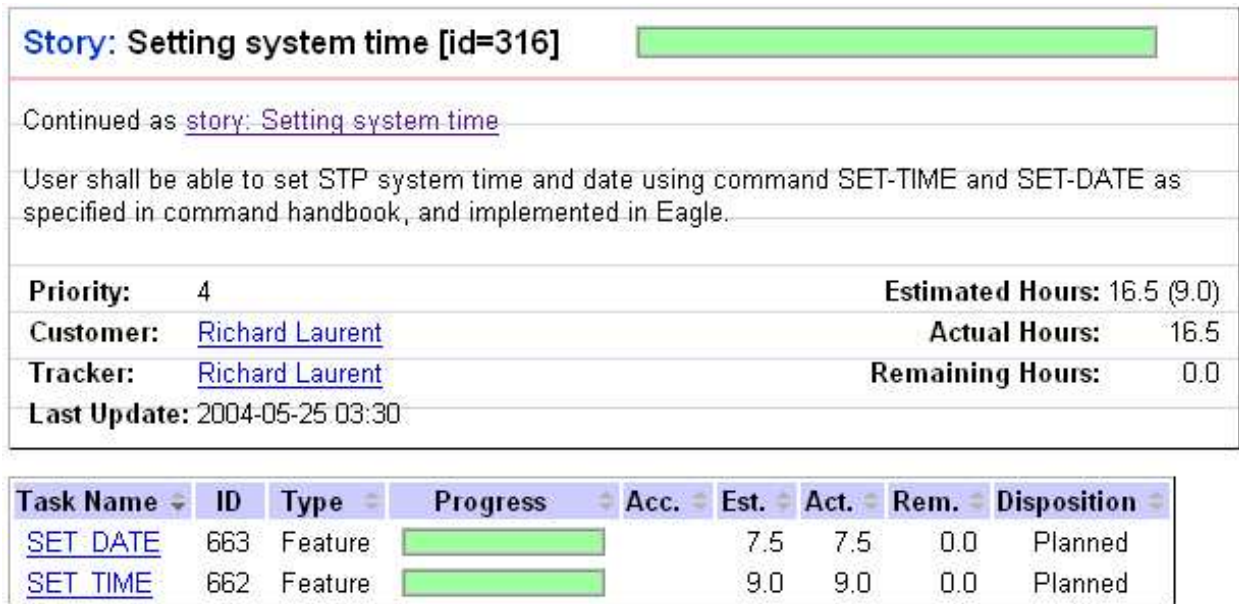 Story: Setting system time [id=316]
Continued as story: Setting system time
User shall be able to set STP system time and date using command SET-TIME and SET-DATE as
specified in command handbook, and implemented in Eagle.
Priority: 4 Estimated Hours: 16.5 (9.0)
Customer: Richard Laurent Actual Hours: 16.5
Tracker: Richard Laurent Remaining Hours: 0.0
Last Update: 2004-05-25 03:30
Task Name ID Type Progress Acc. Est. Act. Rem. Disposition
SET DATE 663 Feature 7.5 7.5 0.0 Planned
SET TIME 662 Feature 9.0 9.0 0.0 Planned